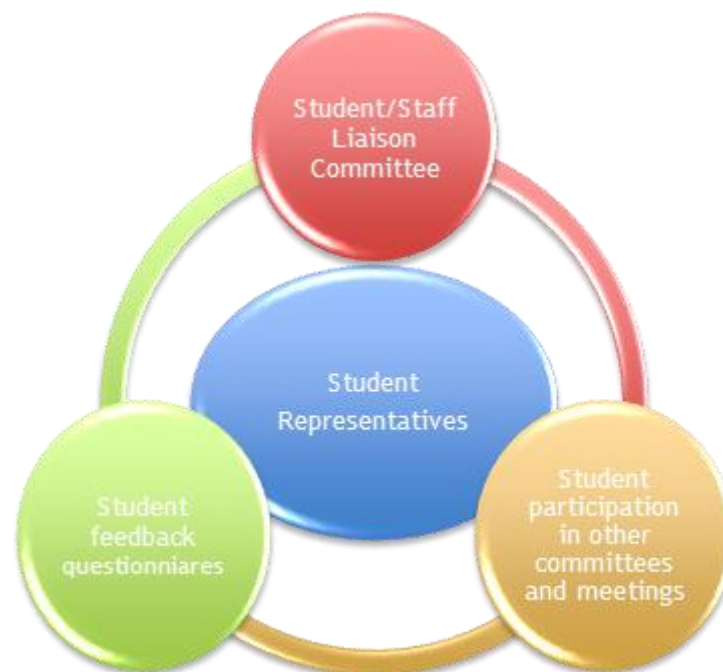 Student/Staff
Liaison
Committee
Student
Representatives
Student
feedback
questionniares
Student
participation
in other
committees
and meetings